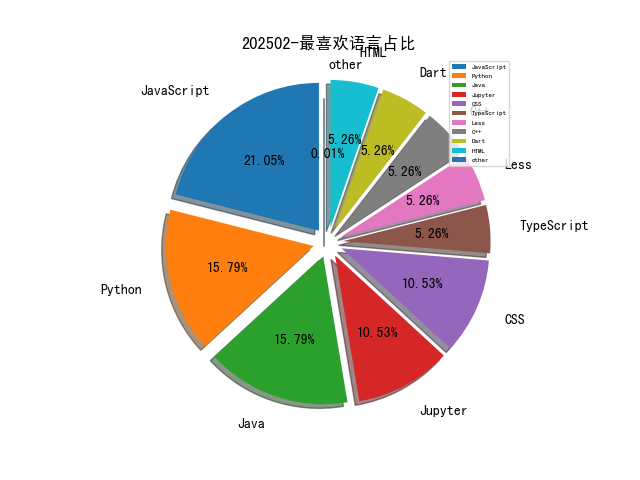 202502-最喜欢语言占比
HTML
other
Dart
JavaScript
Less
TypeScript
Python
CSS
Java
Jupyter
21.05%
0.01%
5.26%
5.26%
5.26%
5.26%
5.26%
15.79%
10.53%
15.79%
10.53%
JavaScript
Python
Java
Jupyter
CSS
TypeScript
Less
C++
Dart
HTML
other